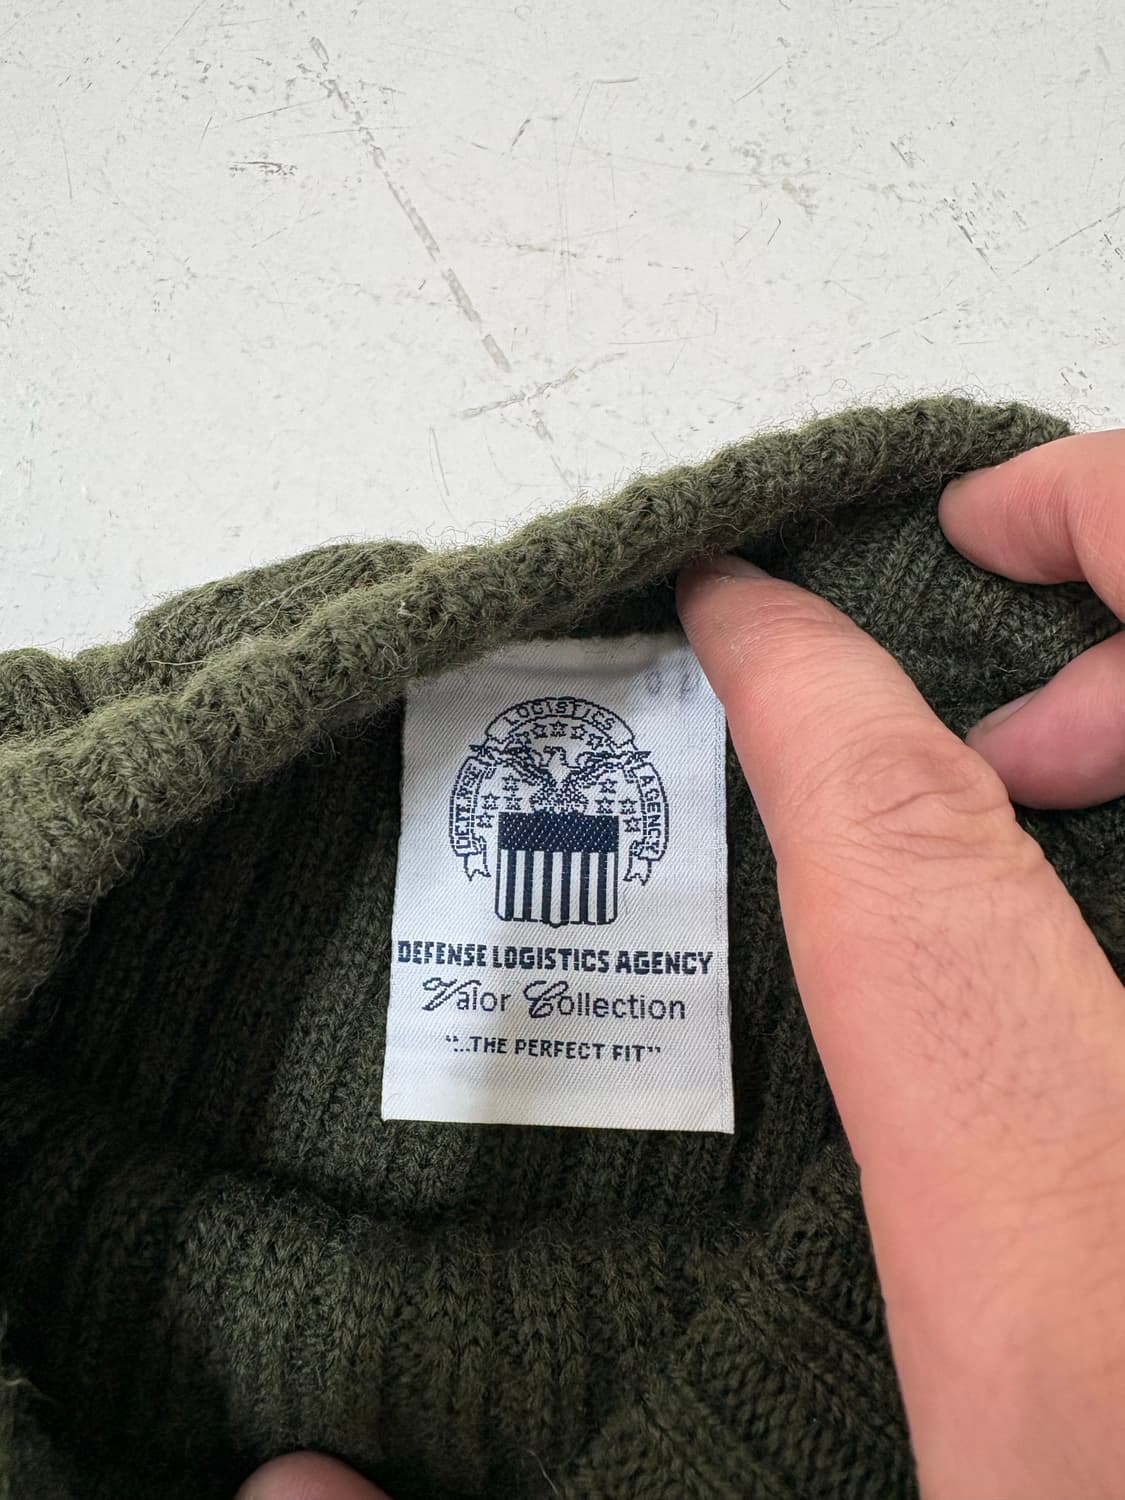 DEFENSE LOGISTICS AGENCY
DEFENSE LOGISTICS AGENCY
Valor Collection
"...THE PERFECT FIT"